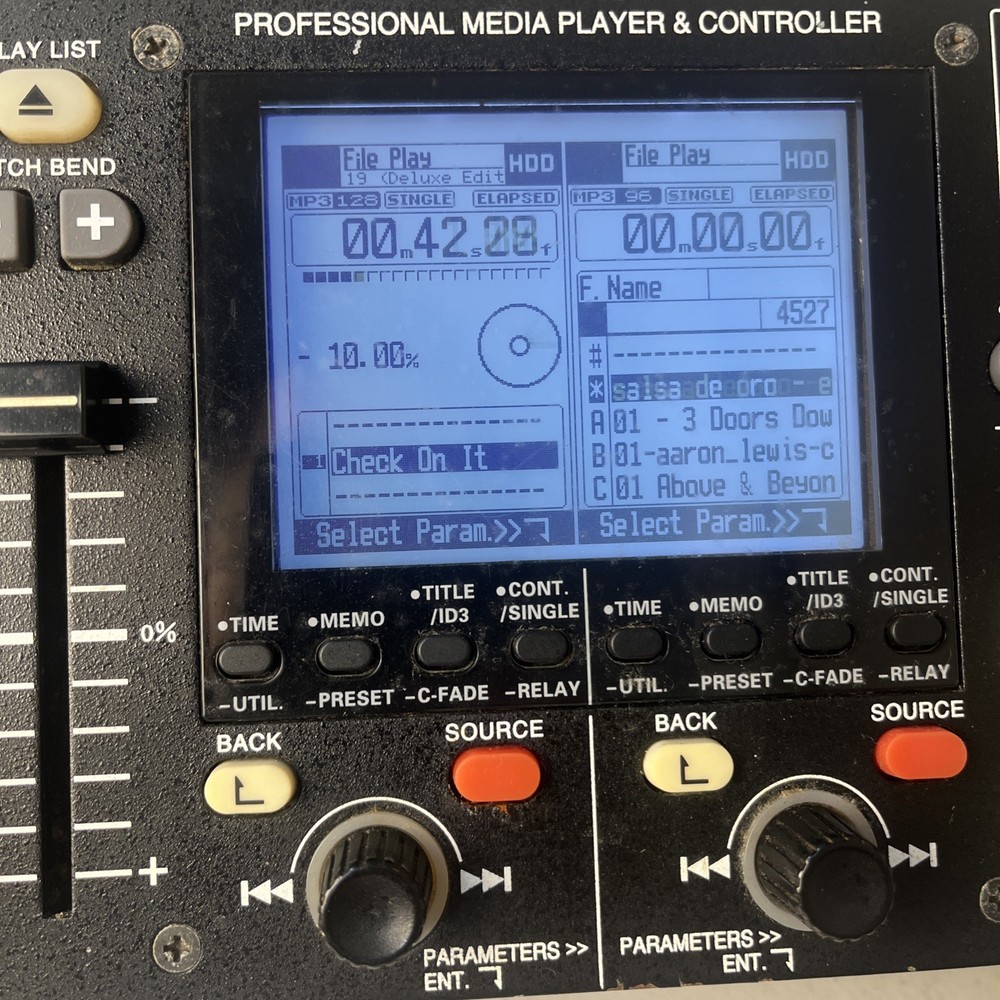 PROFESSIONAL MEDIA PLAYER & CONTROLLER
LAY LIST
TCH BEND
+
File Play HDD
19 (Deluxe Edit
MP3 128 SINGLE ELAPSED
00m42s
- 10.00%
1 Check On It
Select Param.>>
File Play HDD
MP3 96 SINGLE ELAPSED
00m00s00f
F. Name
4527
#
* salsa de oro - e
A 01 - 3 Doors Dow
B 01-aaron_lewis-c
C 01 Above & Beyon
Select Param.>>
0%
+
•TIME •MEMO •TITLE /ID3 •CONT. /SINGLE
-UTIL. -PRESET -C-FADE -RELAY
•TIME •MEMO •TITLE /ID3 •CONT. /SINGLE
-UTIL. -PRESET -C-FADE -RELAY
BACK SOURCE
BACK SOURCE
PARAMETERS >>
ENT.
PARAMETERS >>
ENT.